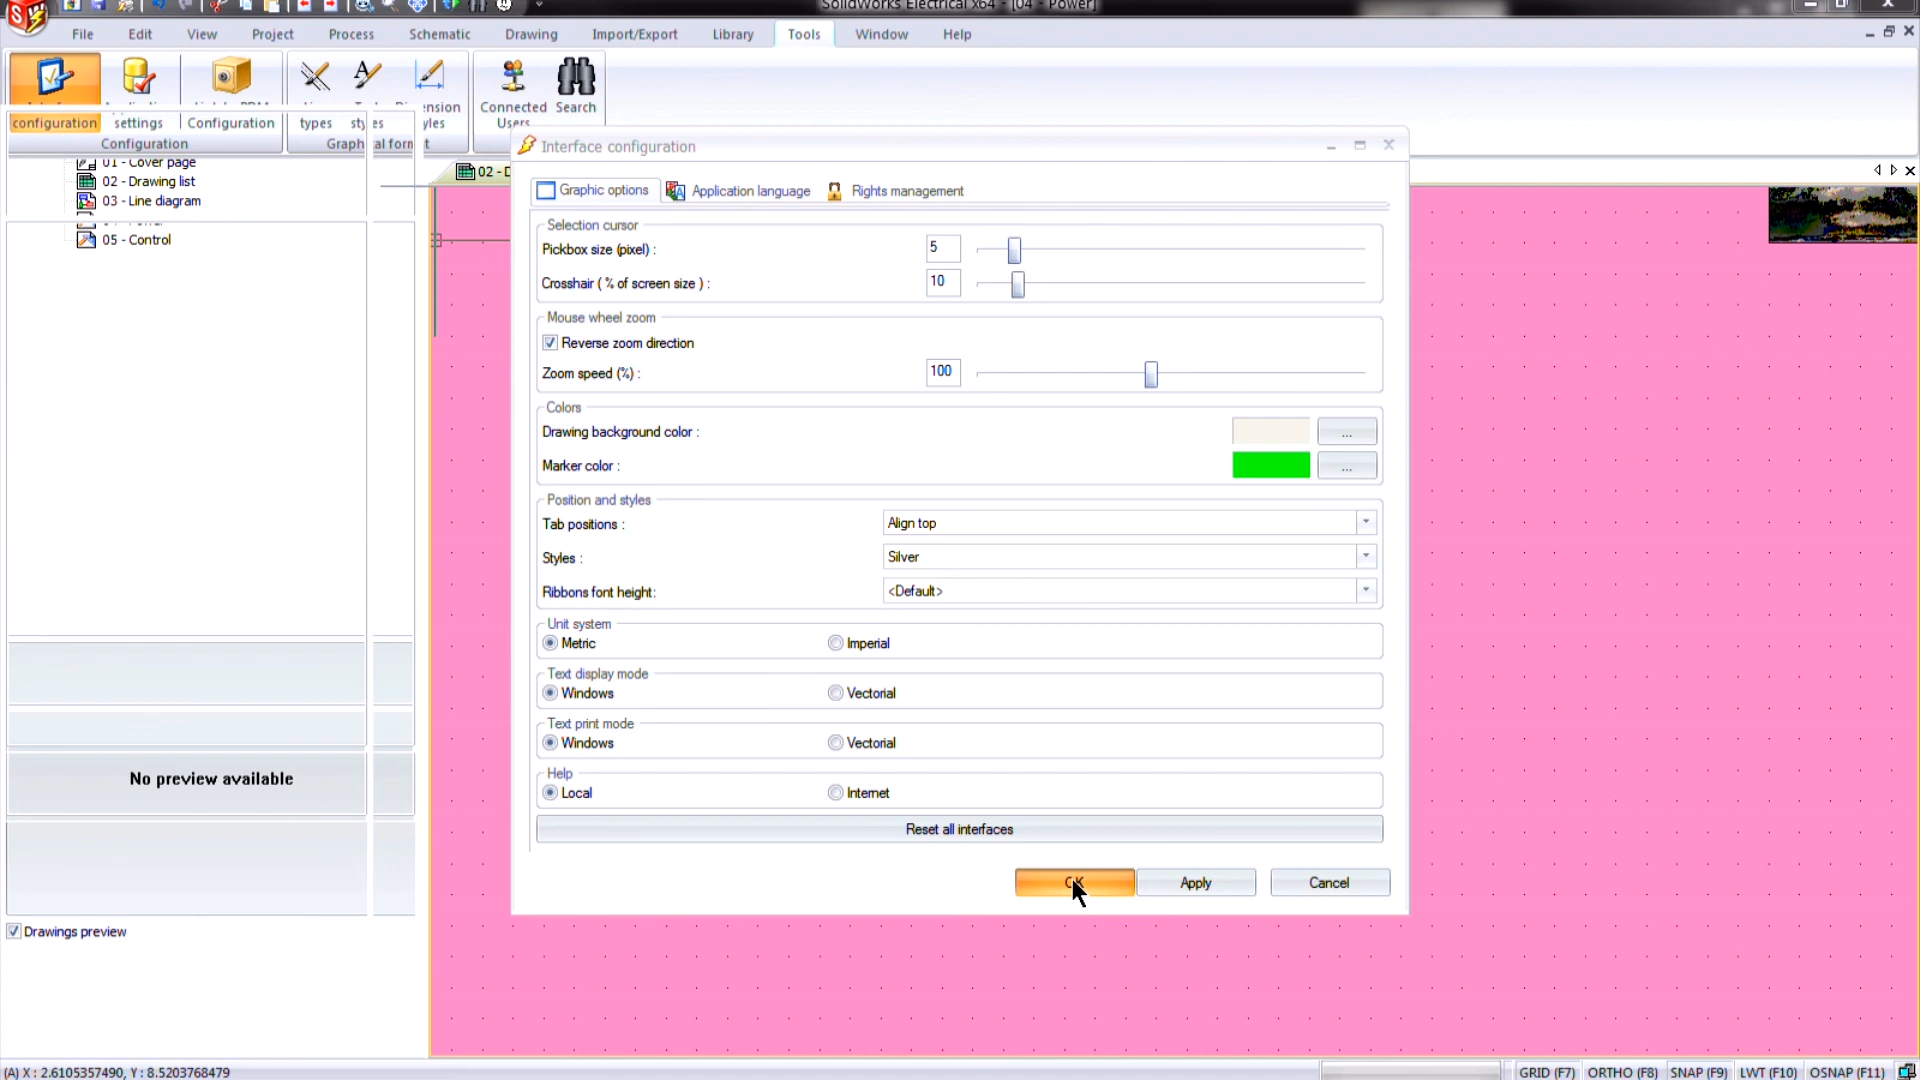 SolidWorks Electrical x64 - [04 - Power]
File Edit View Project Process Schematic Drawing Import/Export Library Tools Window Help
configuration settings Configuration types Connected Users Search
Configuration
Interface configuration
01 - Cover page
02 - Drawing list
03 - Line diagram
05 - Control
Graphic options Application language Rights management
Selection cursor
Pickbox size (pixel) : 5
Crosshair ( % of screen size ) : 10
Mouse wheel zoom
Reverse zoom direction
Zoom speed (%) : 100
Colors
Drawing background color : ...
Marker color : ...
Position and styles
Tab positions : Align top
Styles : Silver
Ribbons font height: <Default>
Unit system
Metric Imperial
Text display mode
Windows Vectorial
Text print mode
Windows Vectorial
Help
Local Internet
Reset all interfaces
OK Apply Cancel
No preview available
Drawings preview
(A) X : 2.6105357490, Y : 8.5203768479
GRID (F7) ORTHO (F8) SNAP (F9) LWT (F10) OSNAP (F11)